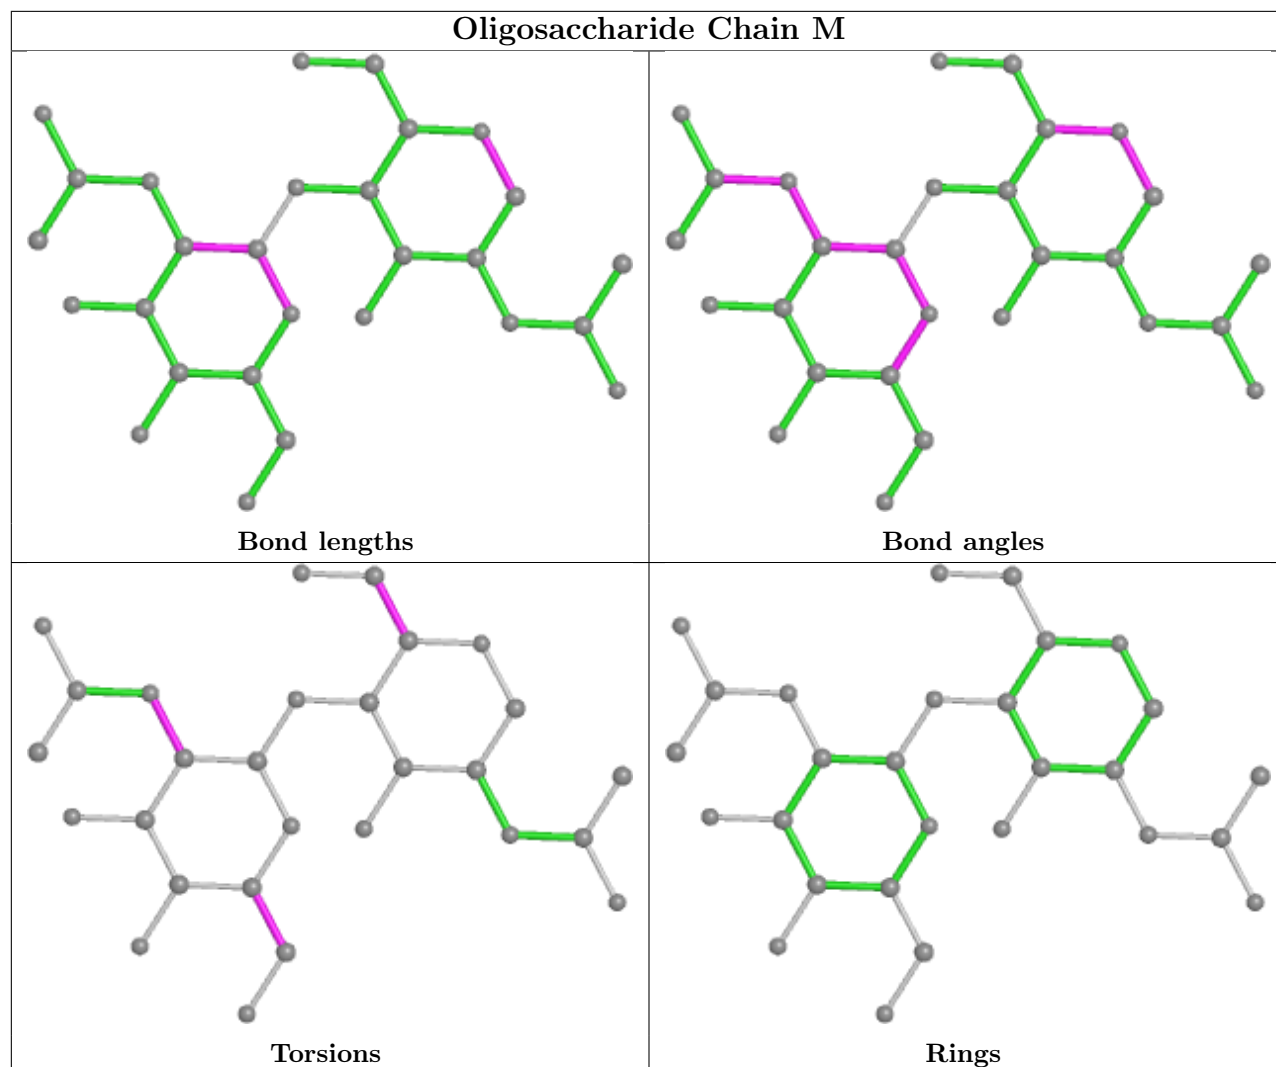 Oligosaccharide Chain M
Bond lengths
Bond angles
Torsions
Rings